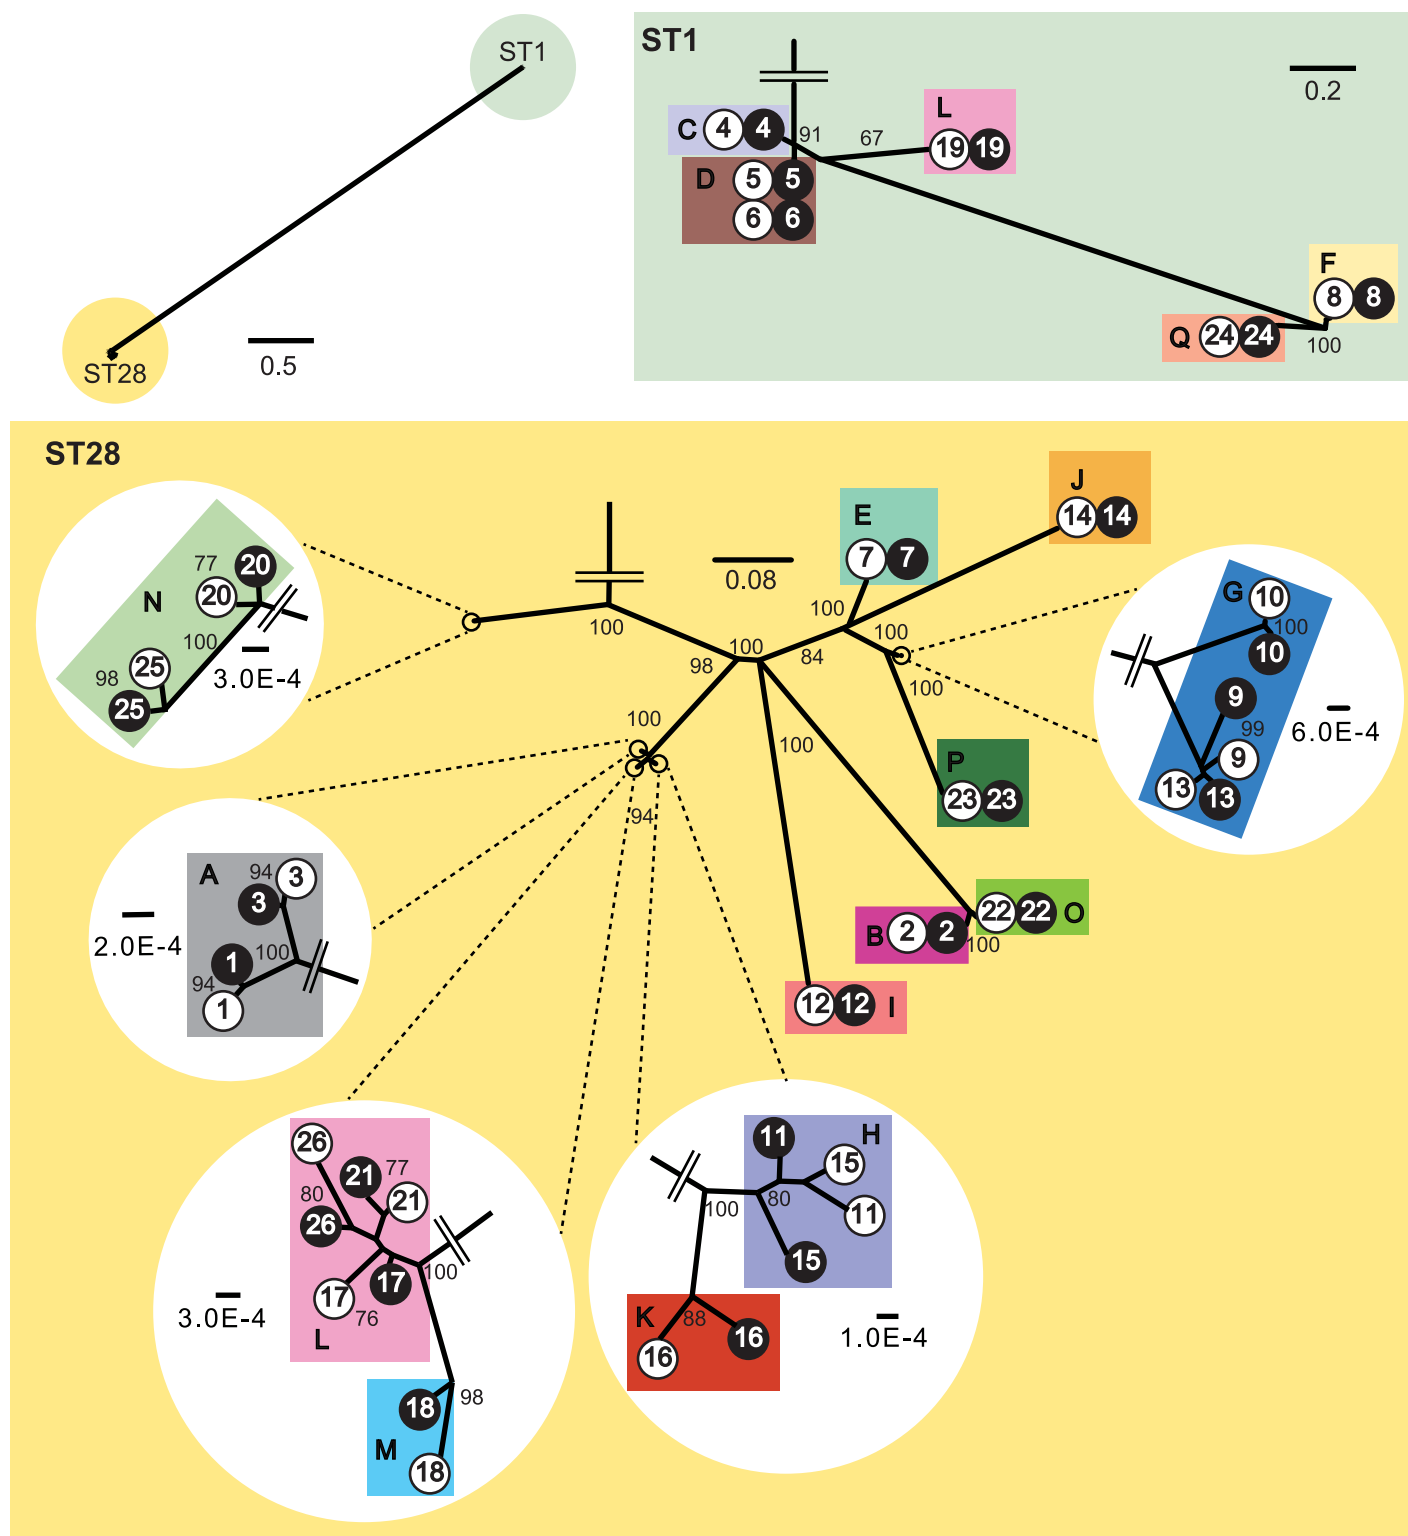 ST1
ST28
0.5
ST1
0.2
C 4 4
91
67
L
19 19
D 5 5
6 6
F
8 8
Q 24 24
100
ST28
N
77
20
20
100
98
25
25
3.0E-4
100
0.08
98
100
84
E
7 7
100
J
14 14
100
100
G
10
100
10
9
99
9
13
13
6.0E-4
P
23 23
100
100
94
B 2 2
22 22 O
100
12 12 I
A
94
3
3
1
100
94
1
2.0E-4
26
21
77
21
80
26
17
17
76
100
L
3.0E-4
18
98
M
18
11
H
15
80
11
100
15
K
88
16
16
1.0E-4